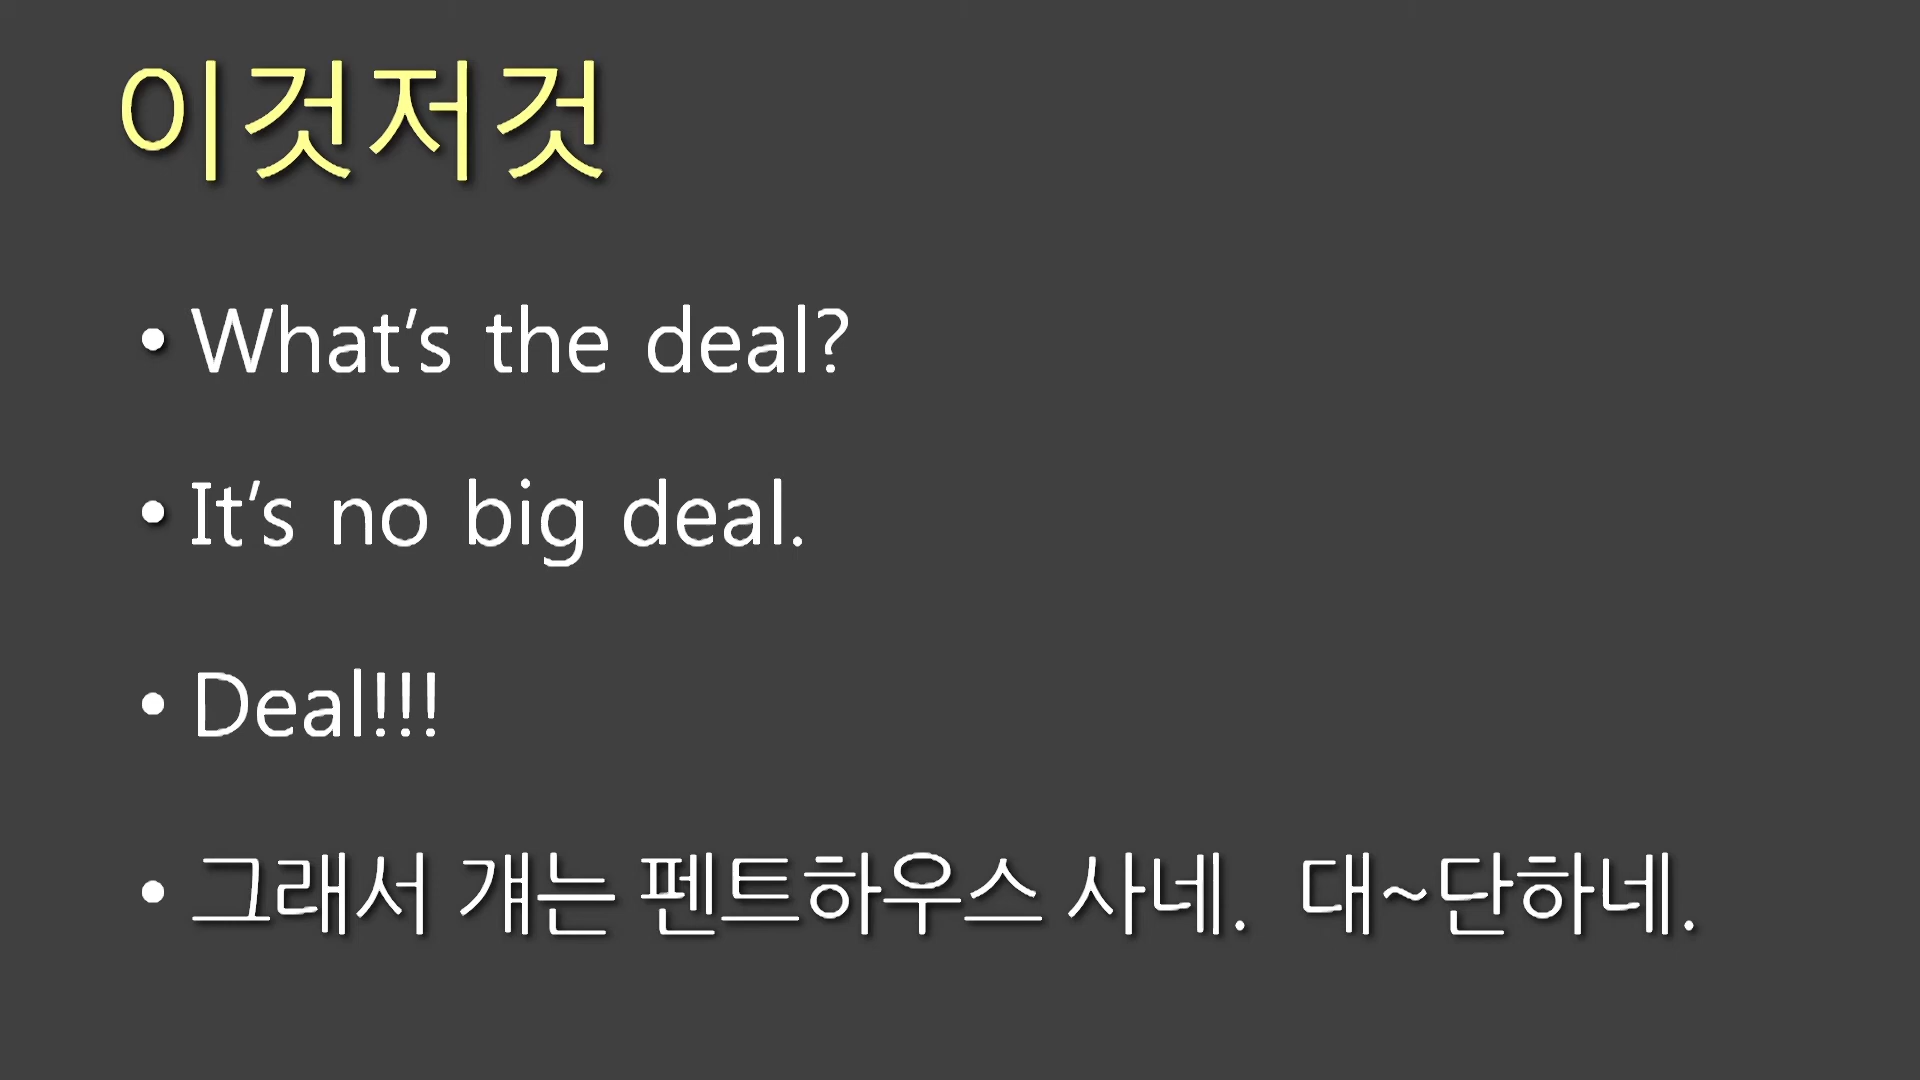 이것저것
• What's the deal?
• It's no big deal.
• Deal!!!
• 그래서 걔는 펜트하우스 사네.  대~단하네.